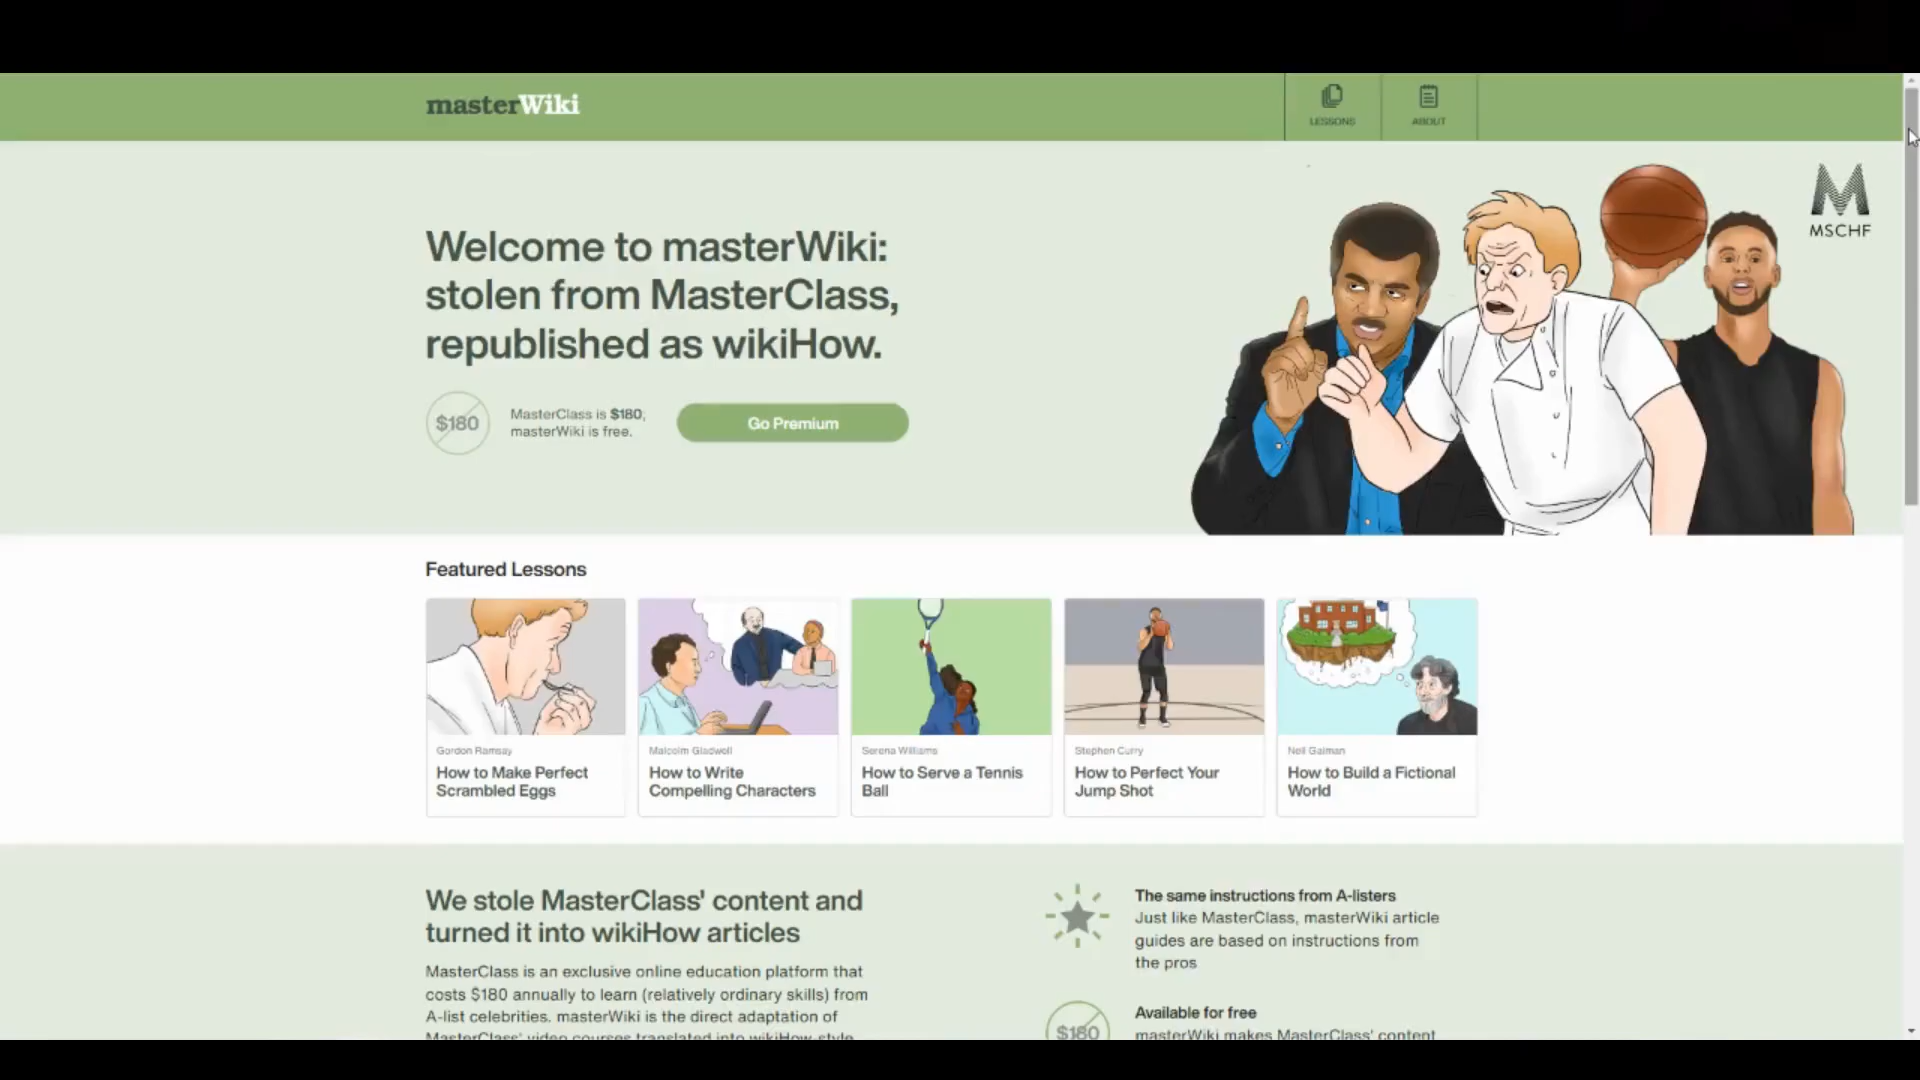 masterWiki
LESSONS
ABOUT
MSCHF
Welcome to masterWiki:
stolen from MasterClass,
republished as wikiHow.
$180
MasterClass is $180,
masterWiki is free.
Go Premium
Featured Lessons
Gordon Ramsay
How to Make Perfect
Scrambled Eggs
Malcolm Gladwell
How to Write
Compelling Characters
Serena Williams
How to Serve a Tennis
Ball
Stephen Curry
How to Perfect Your
Jump Shot
Neil Gaiman
How to Build a Fictional
World
We stole MasterClass' content and
turned it into wikiHow articles
MasterClass is an exclusive online education platform that
costs $180 annually to learn (relatively ordinary skills) from
A-list celebrities. masterWiki is the direct adaptation of
MasterClass' video courses translated into wikiHow-style
The same instructions from A-listers
Just like MasterClass, masterWiki article
guides are based on instructions from
the pros
$180
Available for free
masterWiki makes MasterClass' content